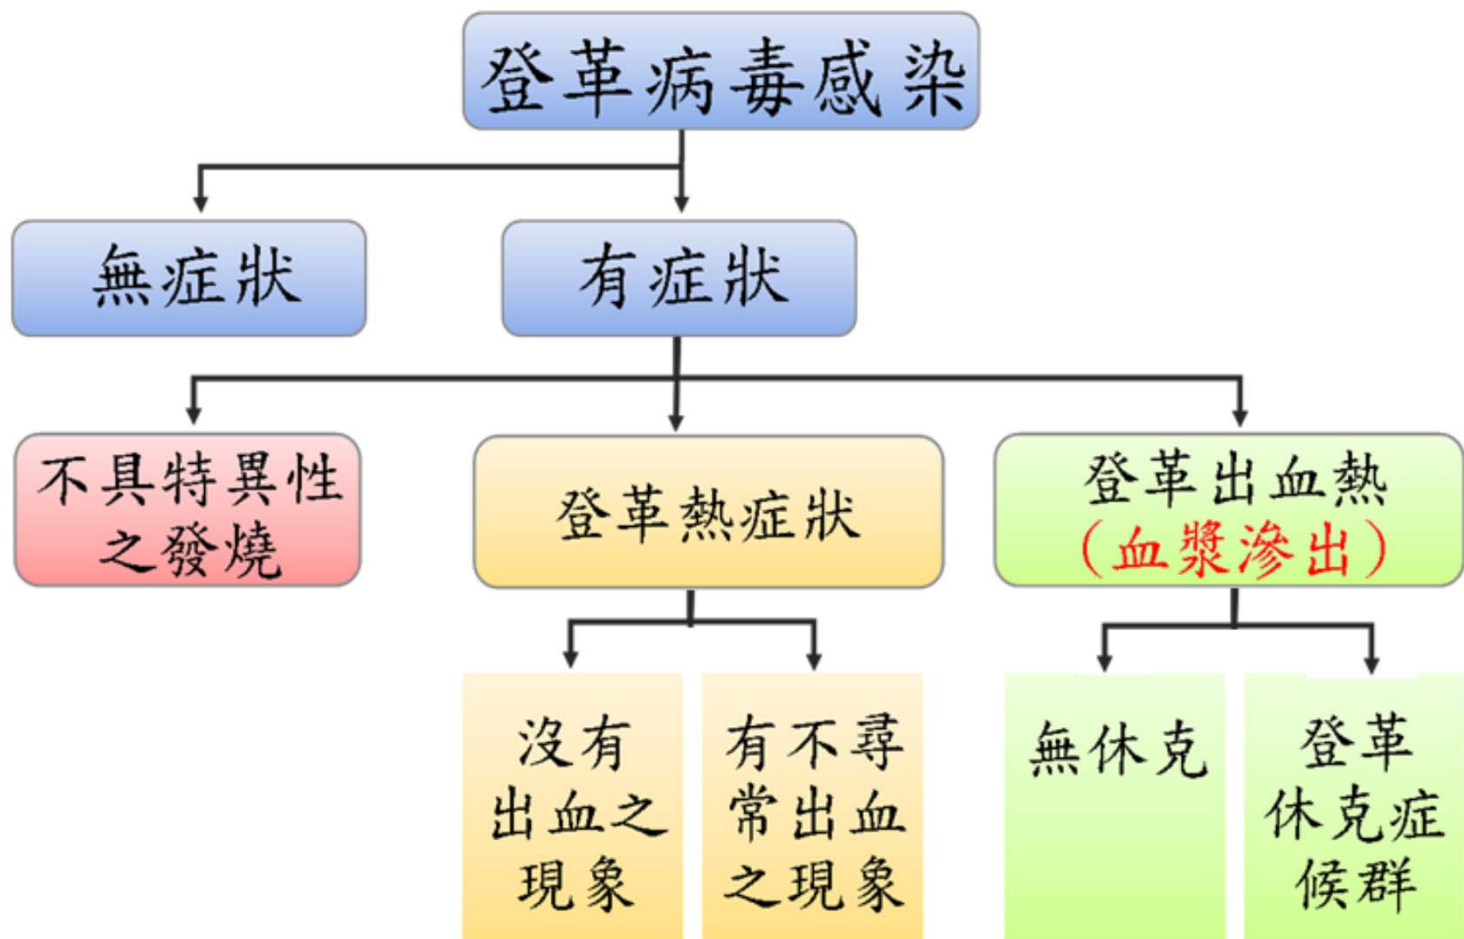 登革病毒感染
無症狀
有症狀
不具特異性
之發燒
登革熱症狀
登革出血熱
(血漿滲出)
沒有
出血之
現象
有不尋
常出血
之現象
無休克
登革
休克症
候群